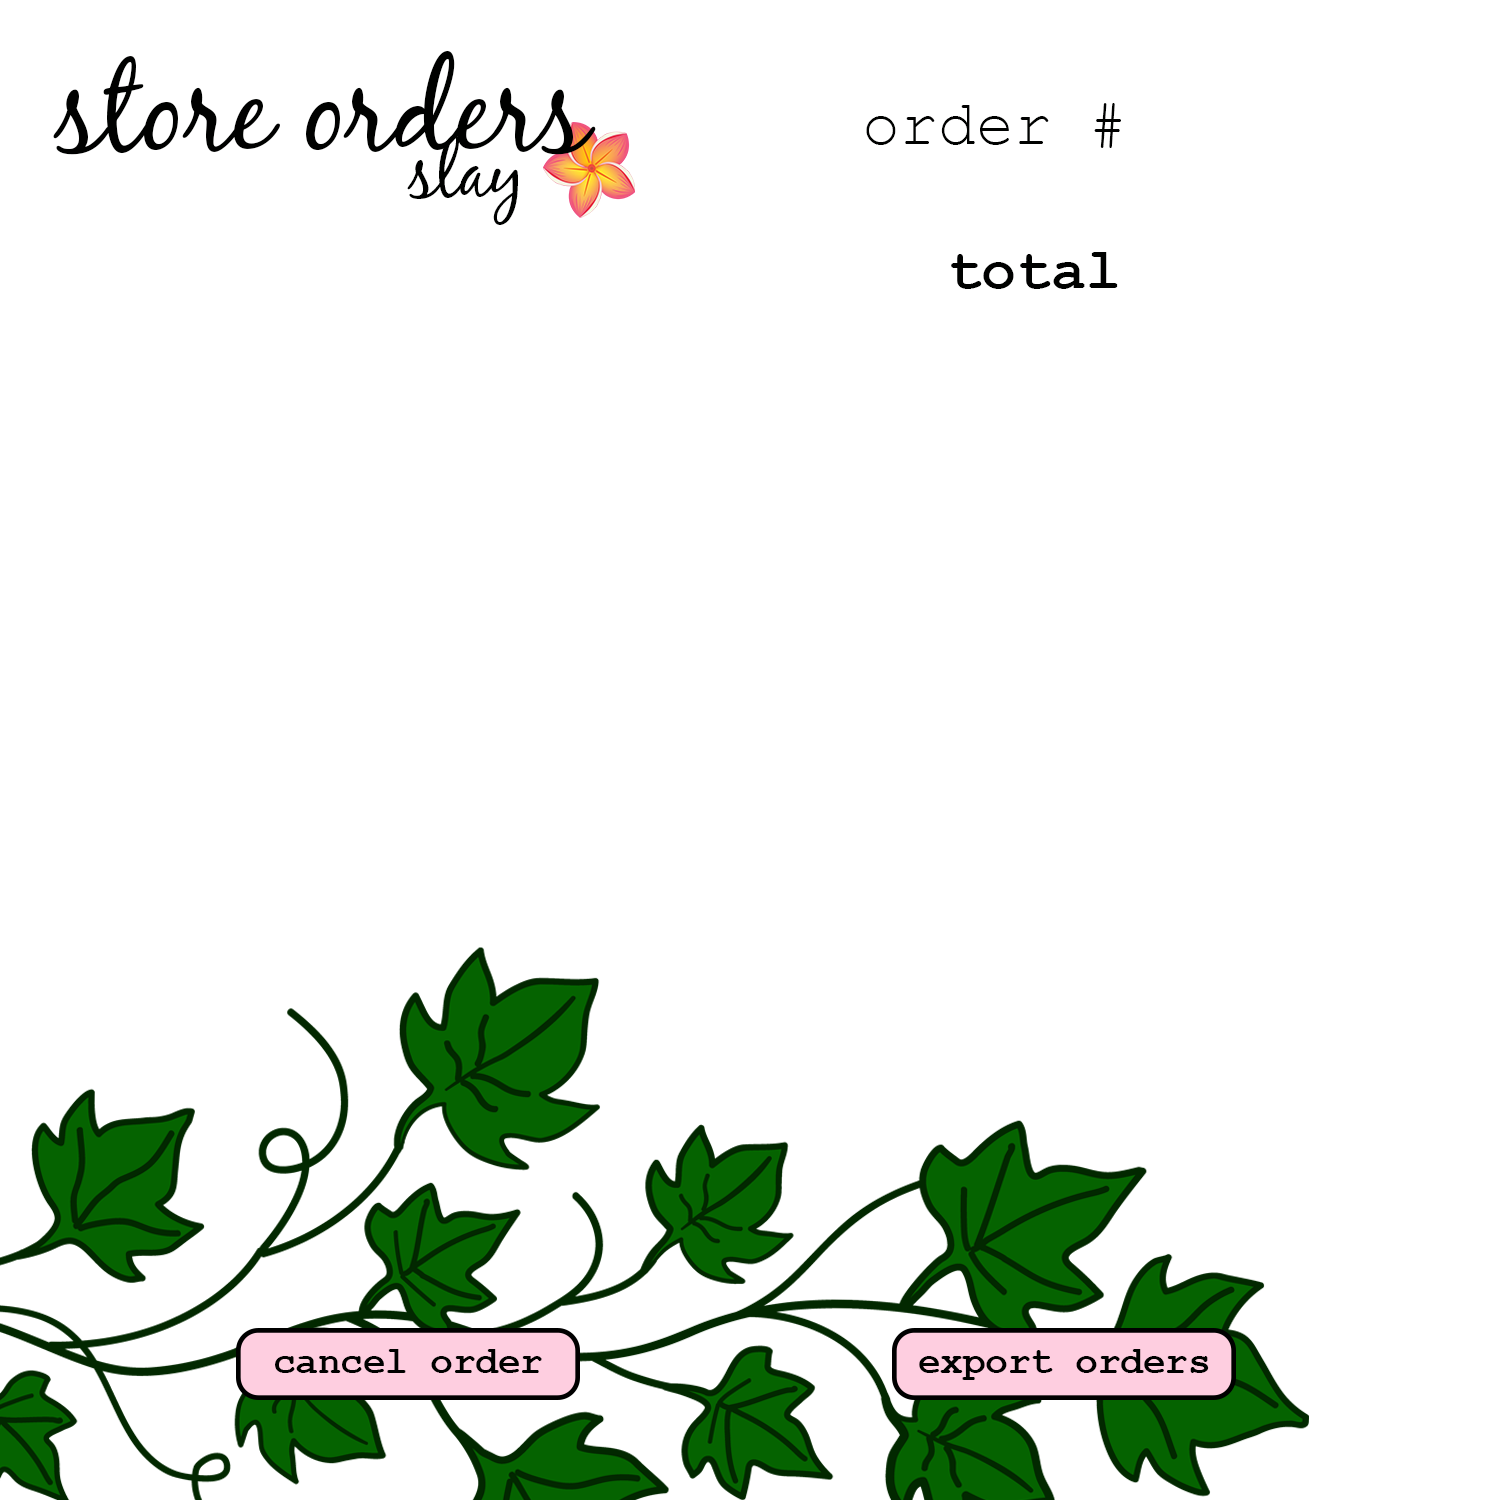 store orders
slay
order #
total
cancel order
export orders